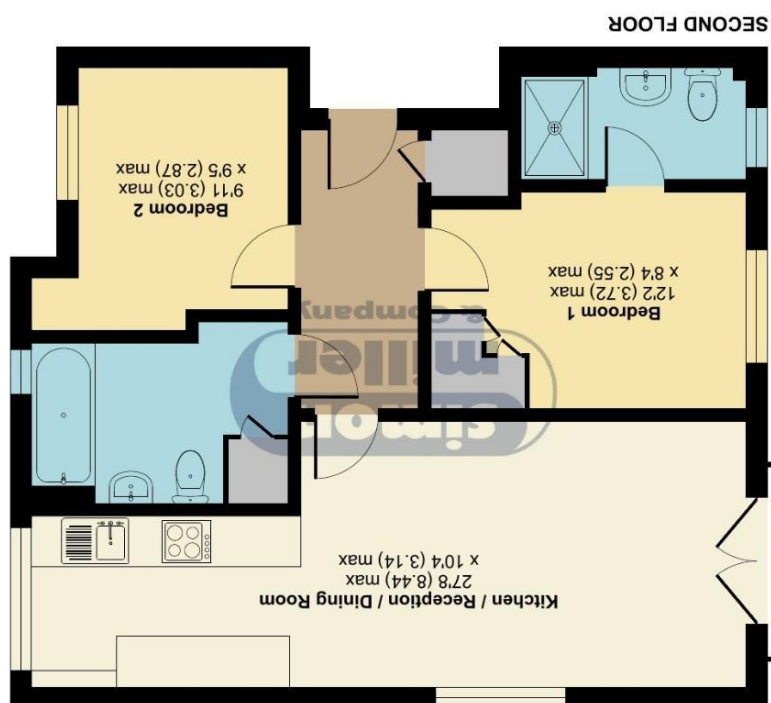 Kitchen / Reception / Dining Room
27'8 (8.44) max
x 10'4 (3.14) max
simon
miller
& Company
Bedroom 1
12'2 (3.72) max
x 8'4 (2.55) max
Bedroom 2
9'11 (3.03) max
x 9'5 (2.87) max
SECOND FLOOR